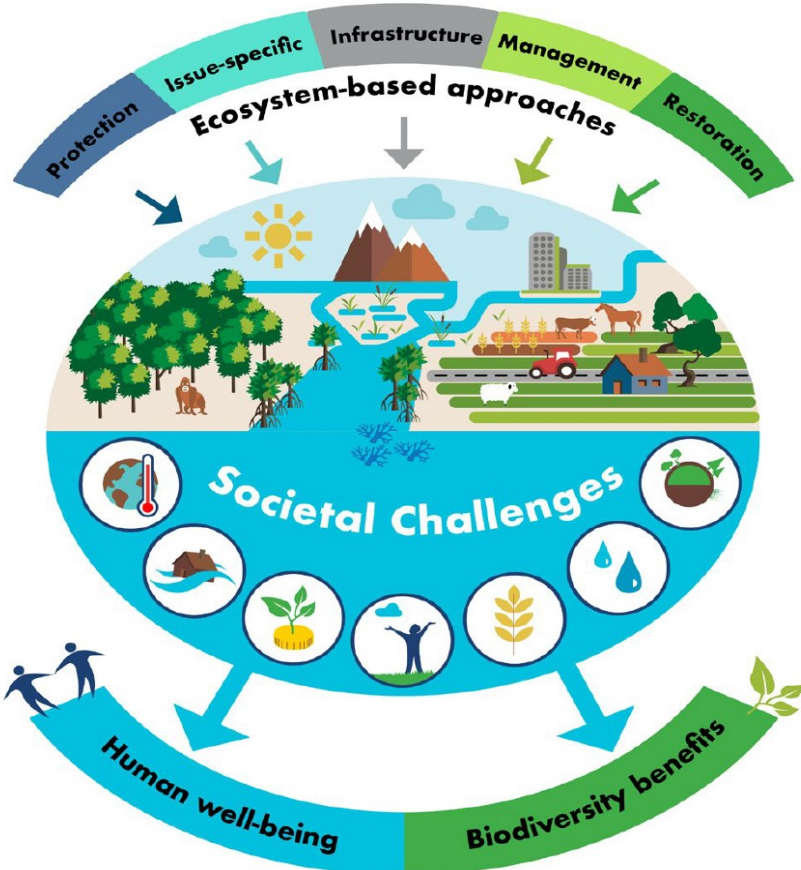 Protection
Issue-specific
Infrastructure
Management
Restoration
Ecosystem-based approaches
Societal Challenges
Human well-being
Biodiversity benefits